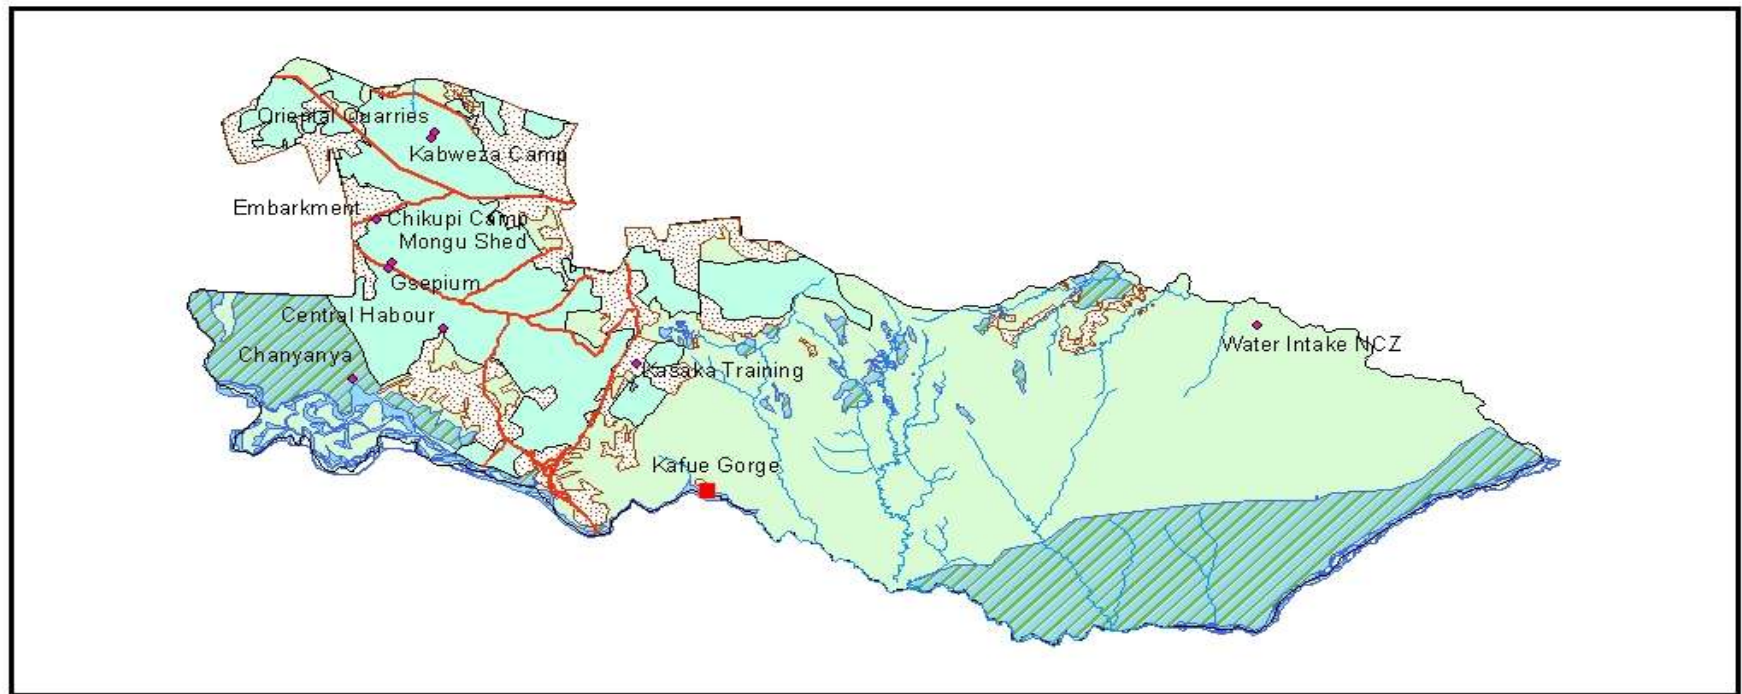 Oriental Quarries
Kabweza Camp
Embarkment
Chikupi Camp
Mongu Shed
Gsepium
Central Habour
Water Intake NCZ
Chanyanya
Kasaka Training
Kafue Gorge